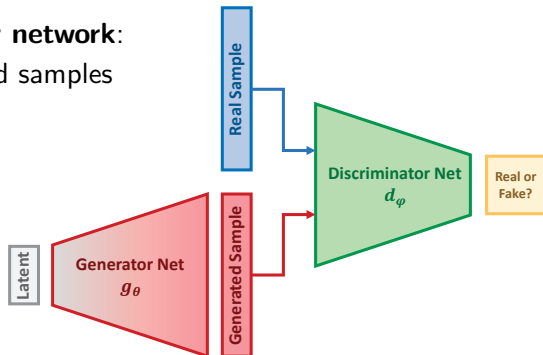 r network:
d samples
Real Sample
Discriminator Net
dφ
Real or
Fake?
Latent
Generator Net
gθ
Generated Sample